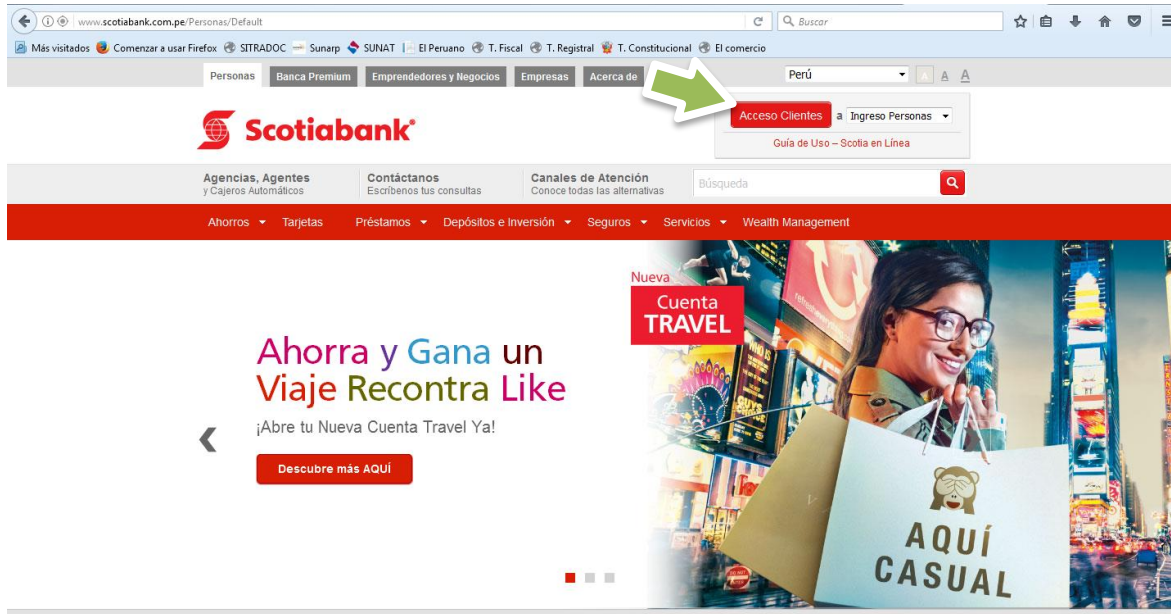 www.scotiabank.com.pe/Personas/Default
Buscar
Más visitados Comenzar a usar Firefox SITRADOC Sunarp SUNAT El Peruano T. Fiscal T. Registral T. Constitucional El comercio
Personas Banca Premium Emprendedores y Negocios Empresas Acerca de Perú A A A
Scotiabank
Acceso Clientes a Ingreso Personas
Guía de Uso – Scotia en Línea
Agencias, Agentes
y Cajeros Automáticos
Contáctanos
Escríbenos tus consultas
Canales de Atención
Conoce todas las alternativas
Búsqueda
Ahorros Tarjetas Préstamos Depósitos e Inversión Seguros Servicios Wealth Management
Nueva
Cuenta
TRAVEL
Ahorra y Gana un
Viaje Recontra Like
¡Abre tu Nueva Cuenta Travel Ya!
Descubre más AQUÍ
AQUÍ
CASUAL